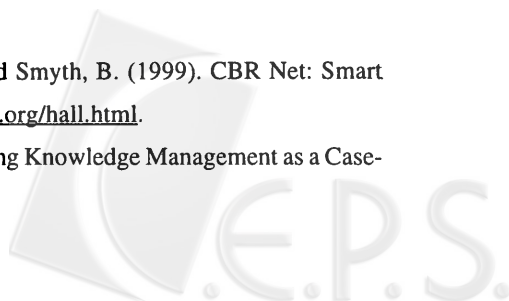 d Smyth, B. (1999). CBR Net: Smart
.org/hall.html.
ng Knowledge Management as a Case-
C.E.P.S.